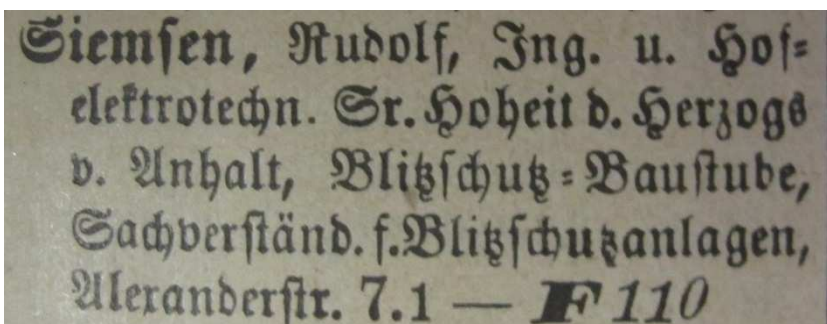 Siemsen, Rudolf, Ing. u. Hof-
elektrotechn. Sr. Hoheit d. Herzogs
v. Anhalt, Blitzschutz-Baustube,
Sachverständ. f. Blitzschutzanlagen,
Alexanderstr. 7.1 — F 110